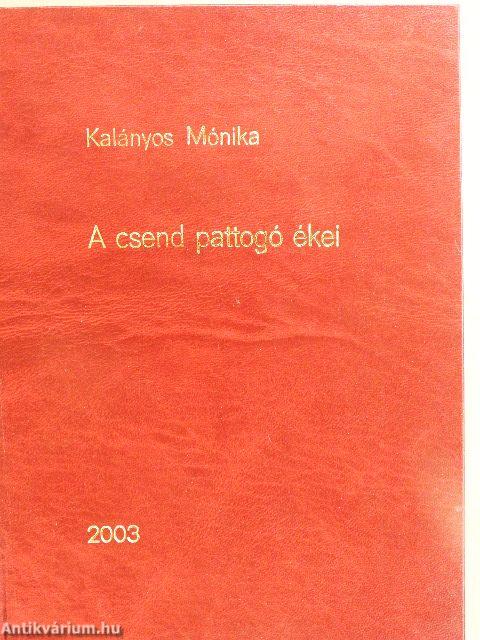 Kalányos Mónika
A csend pattogó ékei
2003
Antikvárium.hu